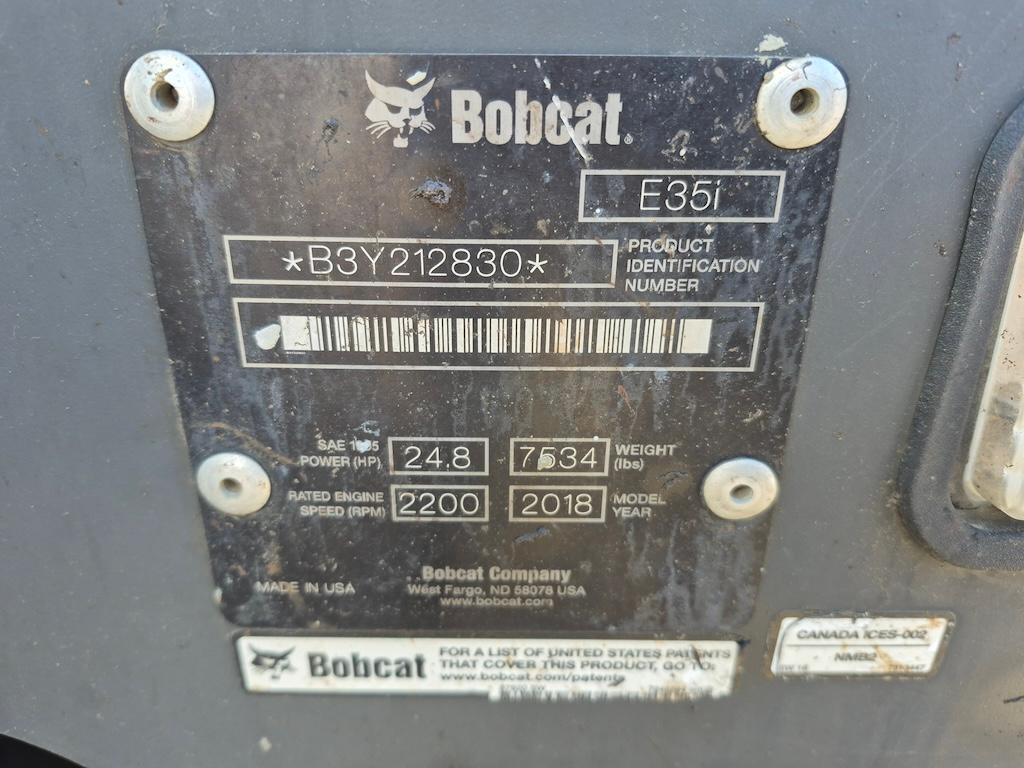 Bobcat®
E35i
*B3Y212830*
PRODUCT
IDENTIFICATION
NUMBER
SAE
POWER (HP)
24.8
7534
WEIGHT
(lbs)
RATED ENGINE
SPEED (RPM)
2200
2018
MODEL
YEAR
MADE IN USA
Bobcat Company
West Fargo, ND 58078 USA
www.bobcat.com
Bobcat
FOR A LIST OF UNITED STATES PATENTS
THAT COVER THIS PRODUCT, GO TO:
www.bobcat.com/patents
CANADA ICES-002
NMB2